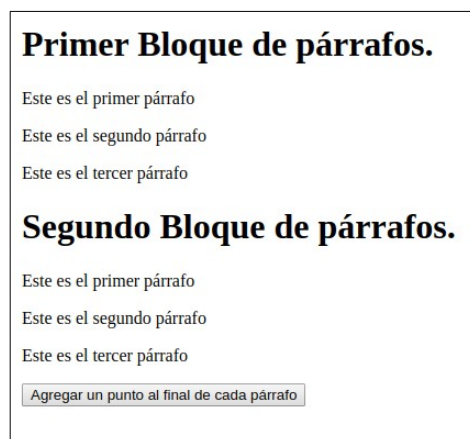 Primer Bloque de párrafos.
Este es el primer párrafo
Este es el segundo párrafo
Este es el tercer párrafo
Segundo Bloque de párrafos.
Este es el primer párrafo
Este es el segundo párrafo
Este es el tercer párrafo
Agregar un punto al final de cada párrafo